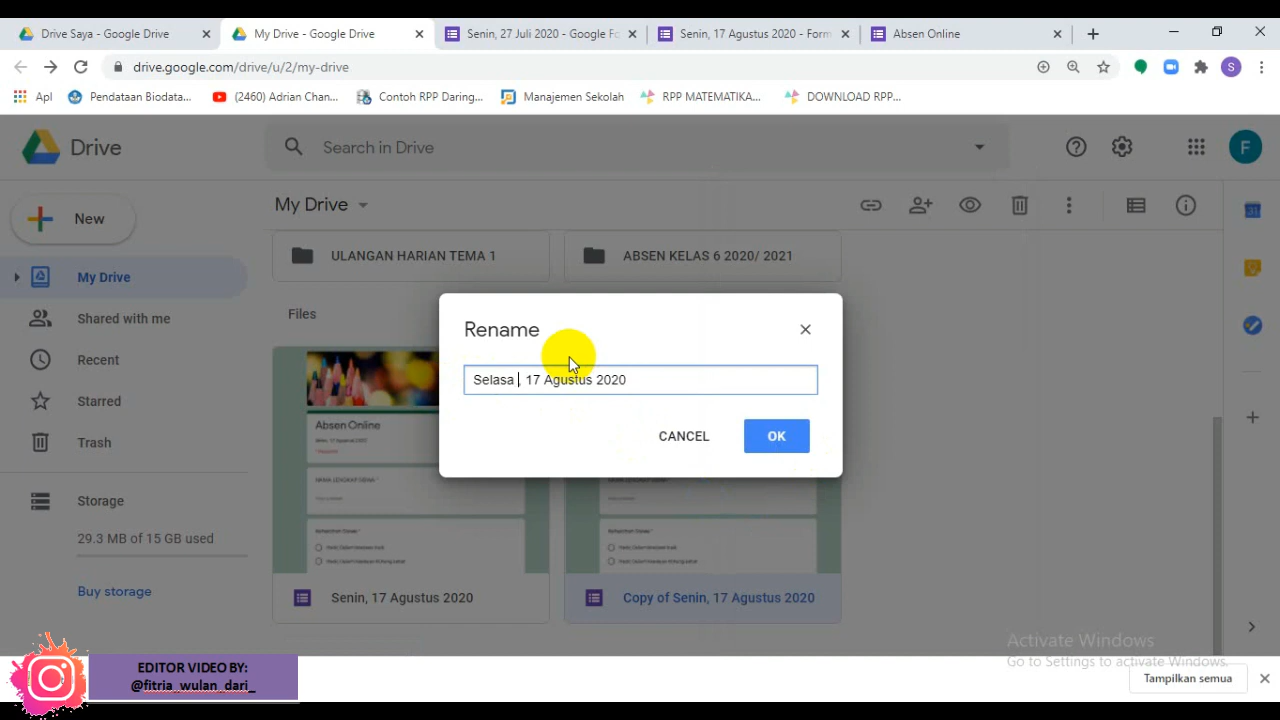 Drive Saya - Google Drive
My Drive - Google Drive
Senin, 27 Juli 2020 - Google Fo
Senin, 17 Agustus 2020 - Form
Absen Online
drive.google.com/drive/u/2/my-drive
S
Apl
Pendataan Biodata...
(2460) Adrian Chan...
Contoh RPP Daring...
Manajemen Sekolah
RPP MATEMATIKA...
DOWNLOAD RPP...
Drive
Search in Drive
F
New
My Drive
ULANGAN HARIAN TEMA 1
ABSEN KELAS 6 2020/ 2021
My Drive
Shared with me
Recent
Starred
Trash
Storage
29.3 MB of 15 GB used
Buy storage
Files
Rename
Selasa , 17 Agustus 2020
CANCEL
OK
Absen Online
Senin, 17 Agustus 2020
Copy of Senin, 17 Agustus 2020
Activate Windows
Go to Settings to activate Windows.
Tampilkan semua
EDITOR VIDEO BY:
@fitria_wulan_dari_